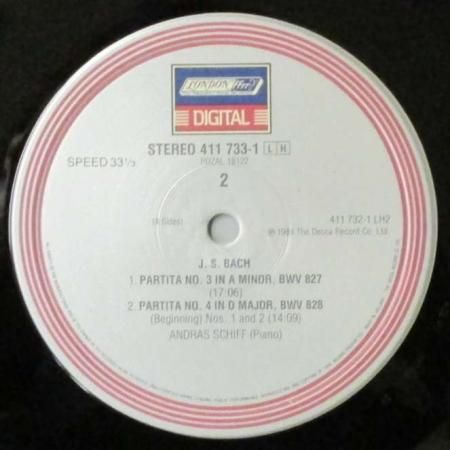 LONDON ffrr
DIGITAL
STEREO 411 733-1 L H
PDZAL 18122
SPEED 33⅓
2
(4 Sides)
411 732-1 LH2
℗ 1985 The Decca Record Co. Ltd.
J. S. BACH
1. PARTITA NO. 3 IN A MINOR, BWV 827
(17:06)
2. PARTITA NO. 4 IN D MAJOR, BWV 828
(Beginning) Nos. 1 and 2 (14:09)
ANDRAS SCHIFF (Piano)